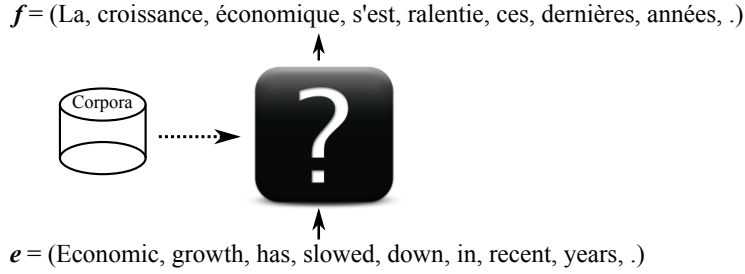 f = (La, croissance, économique, s'est, ralentie, ces, dernières, années, .)
Corpora
?
e = (Economic, growth, has, slowed, down, in, recent, years, .)